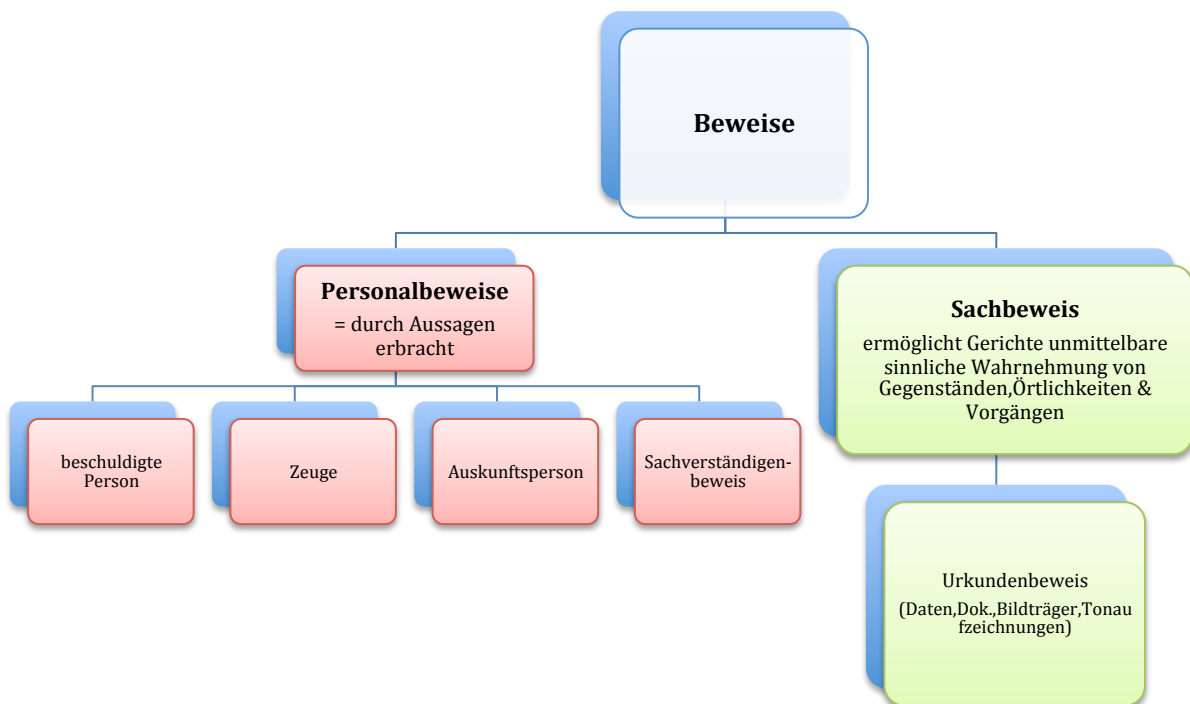 Beweise
Personalbeweise
= durch Aussagen
erbracht
Sachbeweis
ermöglicht Gerichte unmittelbare
sinnliche Wahrnehmung von
Gegenständen,Örtlichkeiten &
Vorgängen
beschuldigte
Person
Zeuge
Auskunftsperson
Sachverständigen-
beweis
Urkundenbeweis
(Daten,Dok.,Bildträger,Tonau
fzeichnungen)